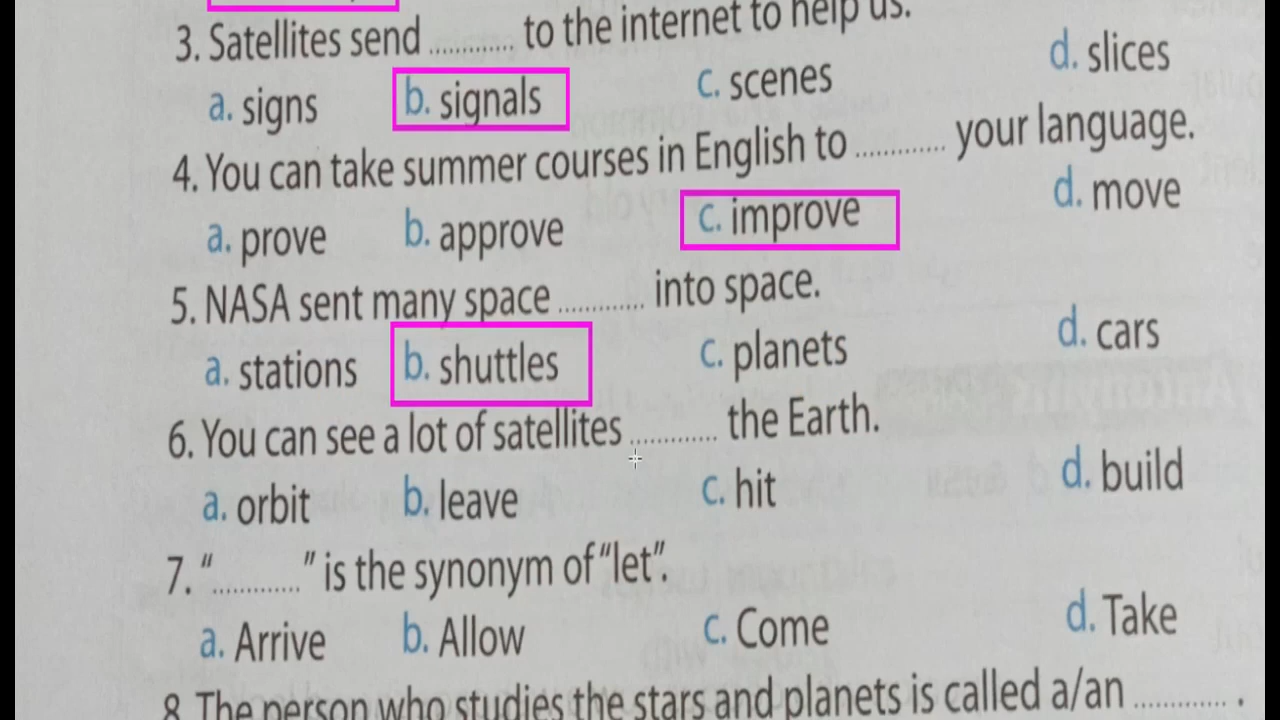 3. Satellites send ............ to the internet to help us.
a. signs b. signals c. scenes d. slices
4. You can take summer courses in English to ............ your language.
a. prove b. approve c. improve d. move
5. NASA sent many space ............ into space.
a. stations b. shuttles c. planets d. cars
6. You can see a lot of satellites ............ the Earth.
a. orbit b. leave c. hit d. build
7. “ ............ ” is the synonym of “let”.
a. Arrive b. Allow c. Come d. Take
8. The person who studies the stars and planets is called a/an ............ .